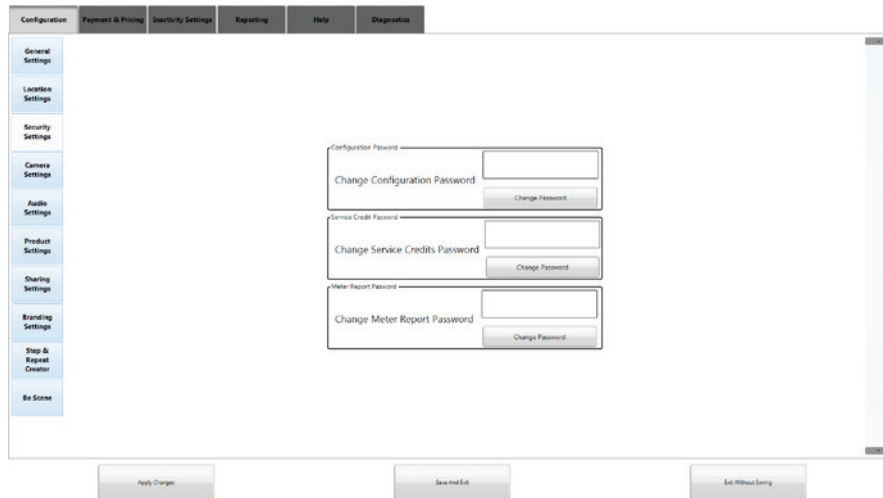 Configuration
Payment & Pricing
Inactivity Settings
Reporting
Help
Diagnostics
General
Settings
Location
Settings
Security
Settings
Camera
Settings
Audio
Settings
Product
Settings
Sharing
Settings
Branding
Settings
Step &
Repeat
Creator
Be Scene
Configuration Password
Change Configuration Password
Change Password
Service Credit Password
Change Service Credits Password
Change Password
Meter Report Password
Change Meter Report Password
Change Password
Apply Changes
Save And Exit
Exit Without Saving